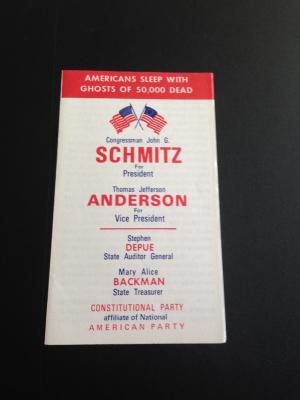 AMERICANS SLEEP WITH
GHOSTS OF 50,000 DEAD
Congressman John G.
SCHMITZ
For
President
Thomas Jefferson
ANDERSON
For
Vice President
Stephen
DEPUE
State Auditor General
Mary Alice
BACKMAN
State Treasurer
CONSTITUTIONAL PARTY
affiliate of National
AMERICAN PARTY